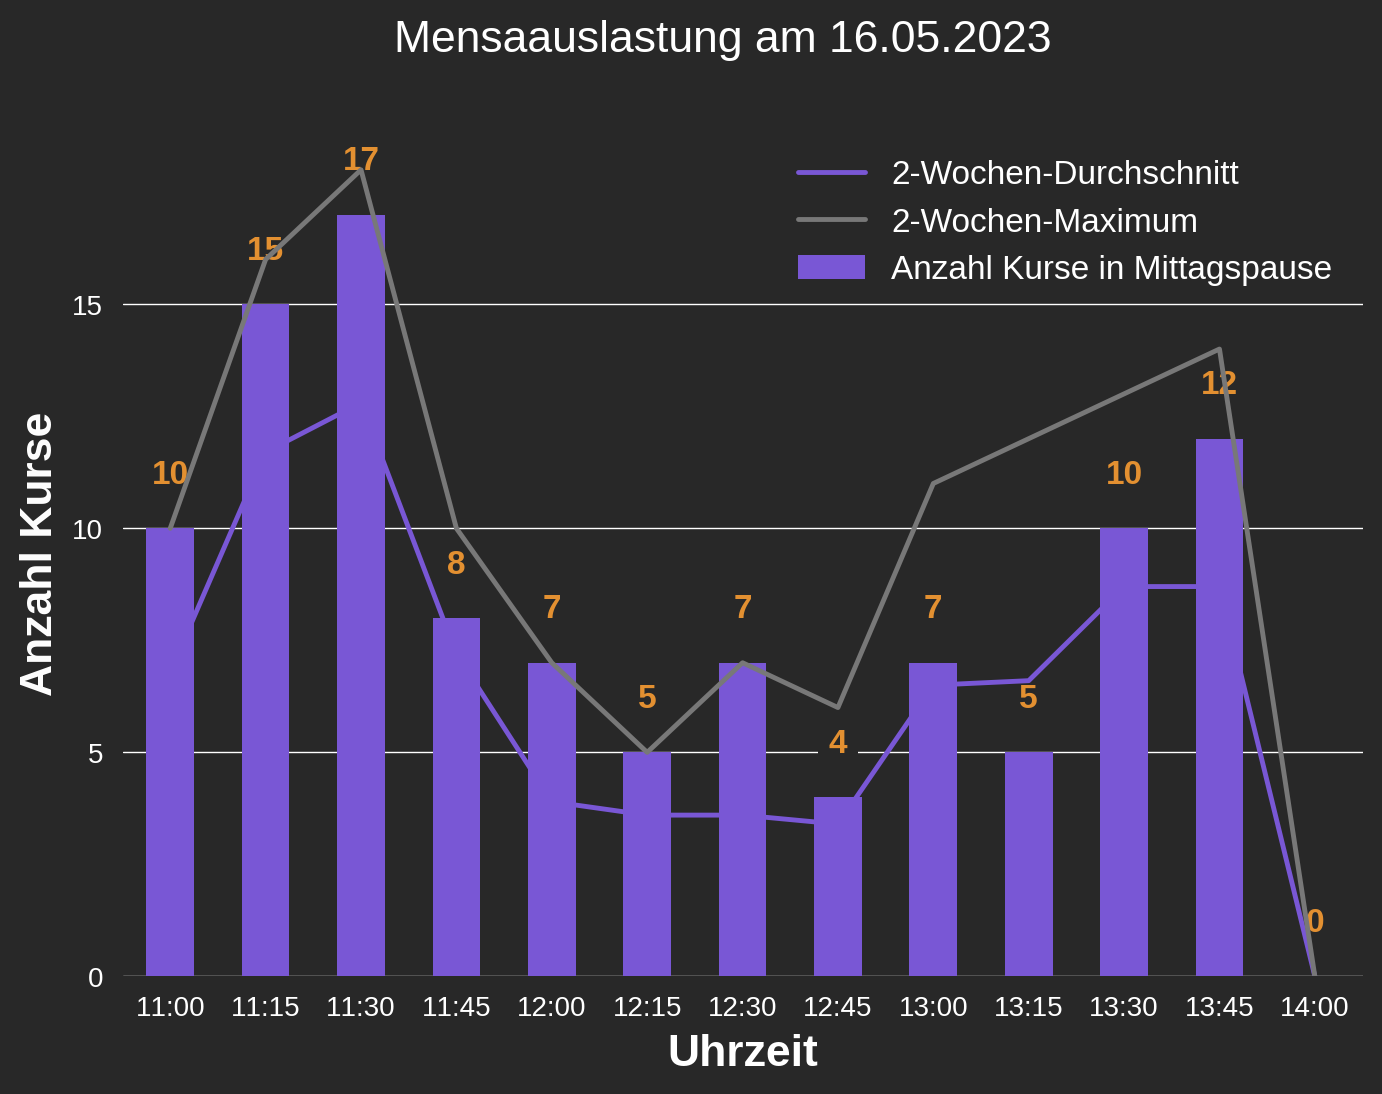 Mensaauslastung am 16.05.2023
2-Wochen-Durchschnitt
2-Wochen-Maximum
Anzahl Kurse in Mittagspause
Anzahl Kurse
15
10
5
0
10
15
17
8
7
5
7
4
7
5
10
12
0
11:00 11:15 11:30 11:45 12:00 12:15 12:30 12:45 13:00 13:15 13:30 13:45 14:00
Uhrzeit